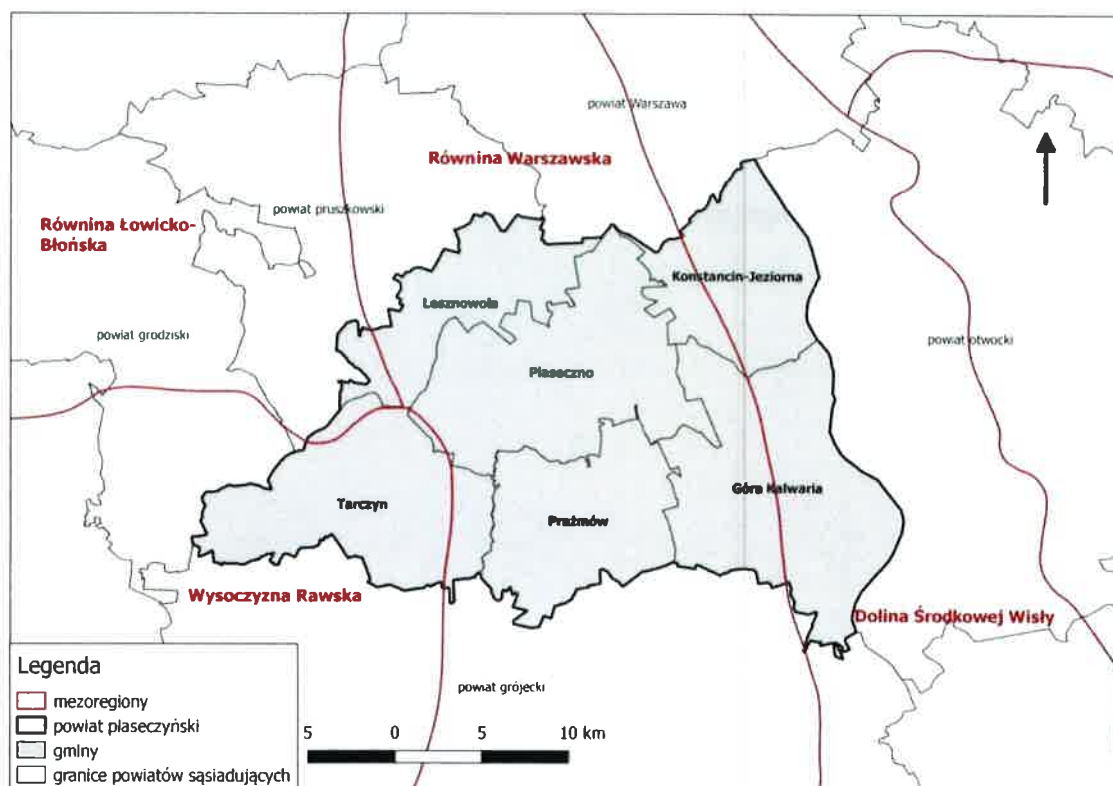 powiat Warszawa
Równina Warszawska
powiat pruszkowski
Równina Łowicko-
Błońska
Konstancin-Jeziorna
Lesznowola
powiat grodziski
powiat otwocki
Piaseczno
Góra Kalwaria
Tarczyn
Prażmów
Wysoczyzna Rawska
Dolina Środkowej Wisły
Legenda
mezoregiony
powiat piaseczyński
gminy
granice powiatów sąsiadujących
powiat grójecki
5 0 5 10 km